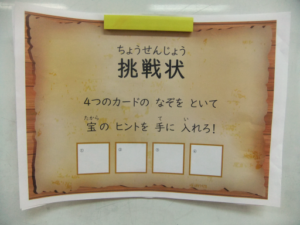 ちょうせんじょう
挑戦状
4つのカードの なぞを といて
たから て い
宝の ヒントを 手に 入れろ!